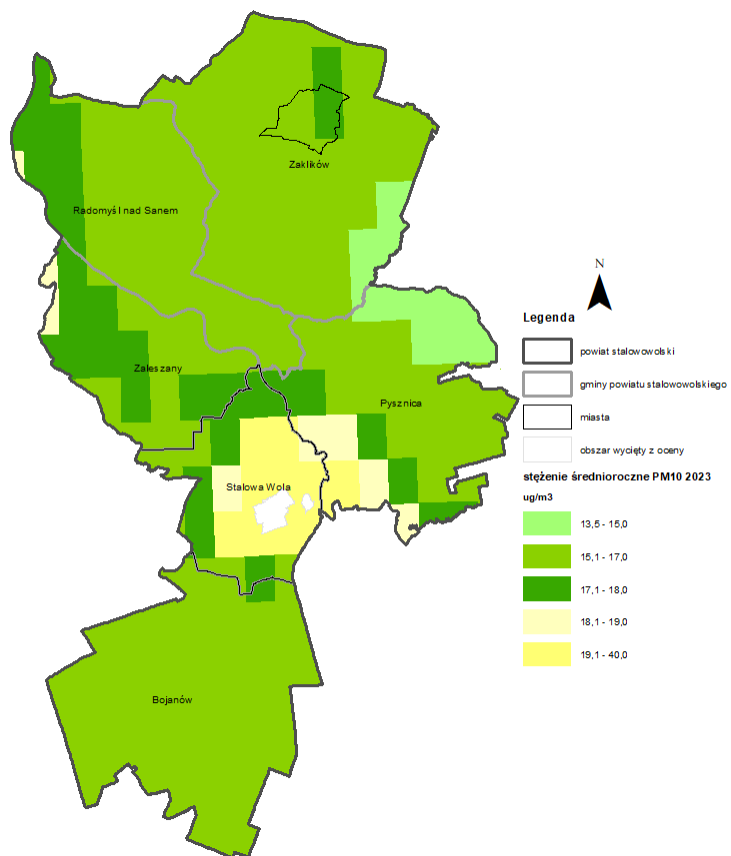 Zaklików
Radomyśl nad Sanem
N
Legenda
powiat stalowowolski
Zaleszany
gminy powiatu stalowowolskiego
Pysznica
miasta
obszar wycięty z oceny
stężenie średnioroczne PM10 2023
Stalowa Wola
ug/m3
13,5 - 15,0
15,1 - 17,0
17,1 - 18,0
18,1 - 19,0
19,1 - 40,0
Bojanów